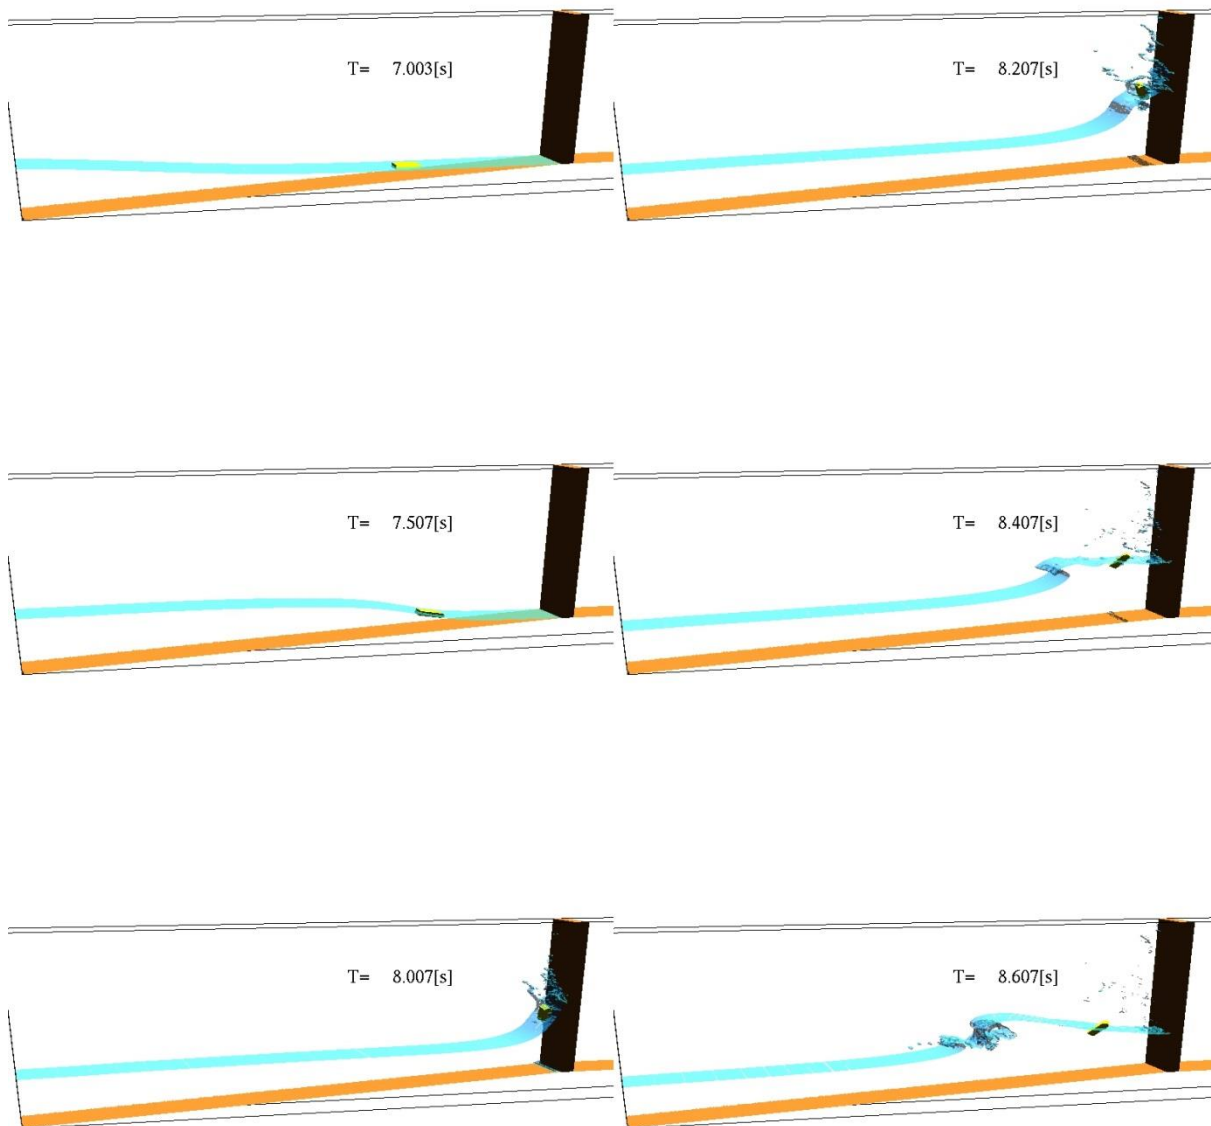 T= 7.003[s]
T= 8.207[s]
T= 7.507[s]
T= 8.407[s]
T= 8.007[s]
T= 8.607[s]